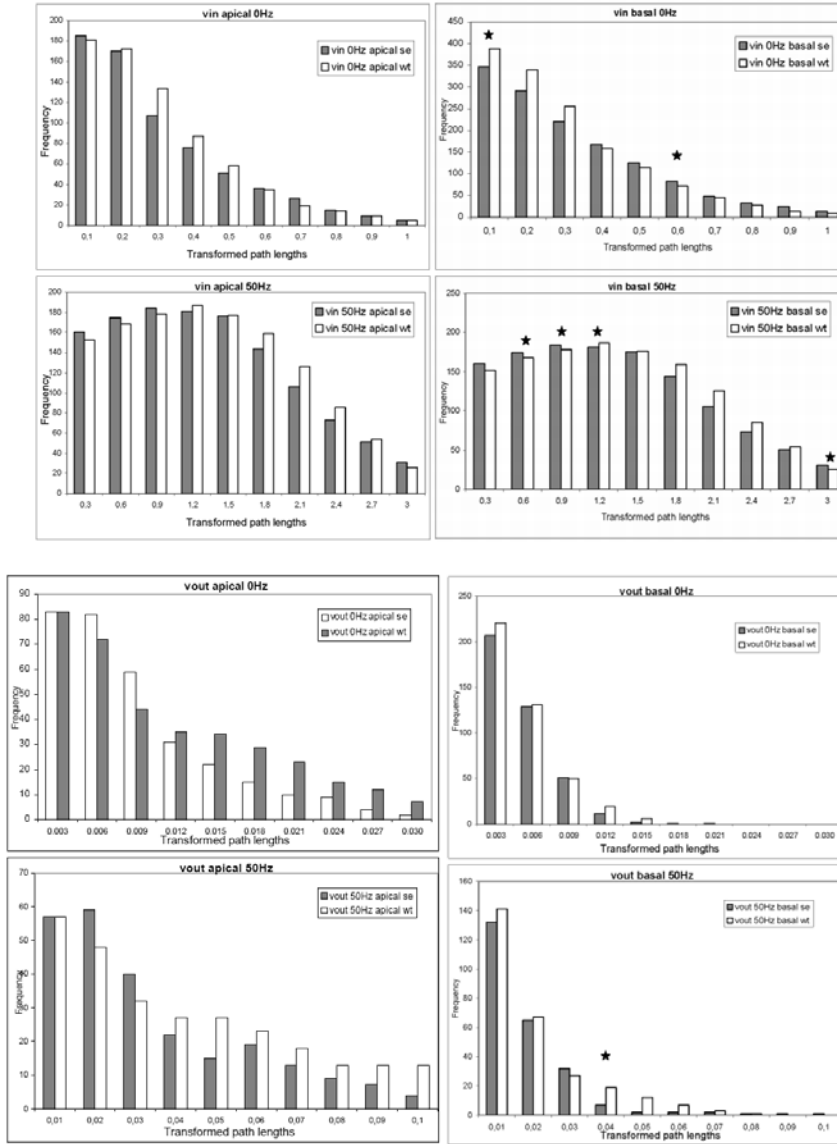 vin apical 0Hz
200
180
160
140
120
100
80
60
40
20
0
Frequency
vin 0Hz apical se
vin 0Hz apical wt
0,1 0,2 0,3 0,4 0,5 0,6 0,7 0,8 0,9 1
Transformed path lengths
vin basal 0Hz
450
400
350
300
250
200
150
100
50
0
Frequency
vin 0Hz basal se
vin 0Hz basal wt
0,1 0,2 0,3 0,4 0,5 0,6 0,7 0,8 0,9 1
Transformed path lengths
vin apical 50Hz
200
180
160
140
120
100
80
60
40
20
0
Frequency
vin 50Hz apical se
vin 50Hz apical wt
0.3 0.6 0.9 1.2 1.5 1.8 2.1 2.4 2.7 3
Transformed path lengths
vin basal 50Hz
250
200
150
100
50
0
Frequency
vin 50Hz basal se
vin 50Hz basal wt
0.3 0.6 0.9 1.2 1.5 1.8 2.1 2.4 2.7 3
Transformed path lengths
vout apical 0Hz
90
80
70
60
50
40
30
20
10
0
Frequency
vout 0Hz apical se
vout 0Hz apical wt
0.003 0.006 0.009 0.012 0.015 0.018 0.021 0.024 0.027 0.030
Transformed path lengths
vout basal 0Hz
250
200
150
100
50
0
Frequency
vout 0Hz basal se
vout 0Hz basal wt
0.003 0.006 0.009 0.012 0.015 0.018 0.021 0.024 0.027 0.030
Transformed path lengths
vout apical 50Hz
70
60
50
40
30
20
10
0
Frequency
vout 50Hz apical se
vout 50Hz apical wt
0,01 0,02 0,03 0,04 0,05 0,06 0,07 0,08 0,09 0,1
Transformed path lengths
vout basal 50Hz
160
140
120
100
80
60
40
20
0
Frequency
vout 50Hz basal se
vout 50Hz basal wt
0,01 0,02 0,03 0,04 0,05 0,06 0,07 0,08 0,09 0,1
Transformed path lengths